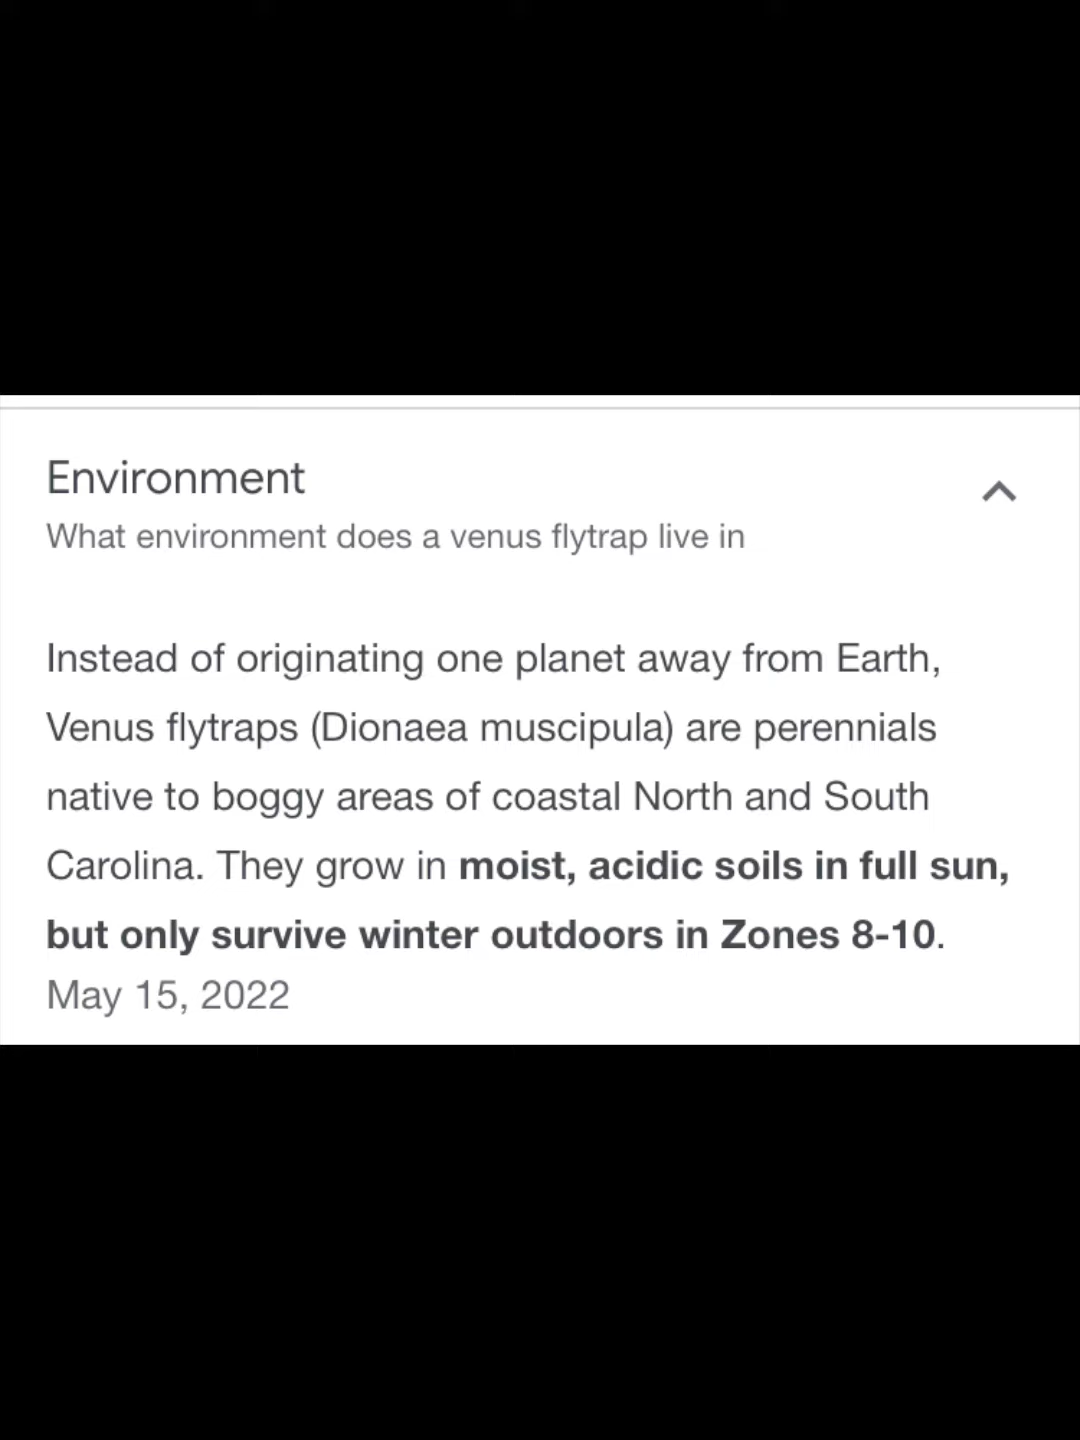 Environment
What environment does a venus flytrap live in
Instead of originating one planet away from Earth,
Venus flytraps (Dionaea muscipula) are perennials
native to boggy areas of coastal North and South
Carolina. They grow in moist, acidic soils in full sun,
but only survive winter outdoors in Zones 8-10.
May 15, 2022